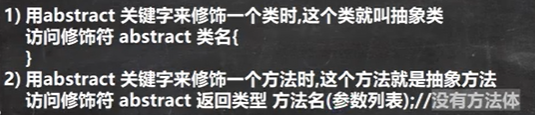 1) 用abstract 关键字来修饰一个类时,这个类就叫抽象类
访问修饰符 abstract 类名{
}
2) 用abstract 关键字来修饰一个方法时,这个方法就是抽象方法
访问修饰符 abstract 返回类型 方法名(参数列表);//没有方法体